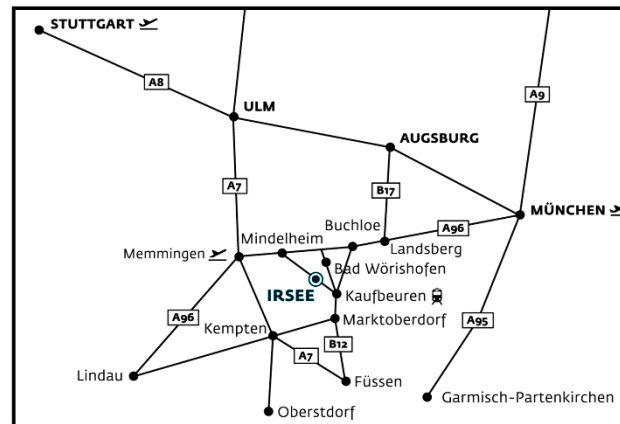 STUTTGART
A8
A9
ULM
AUGSBURG
A7
B17
MÜNCHEN
Buchloe
A96
Mindelheim
Landsberg
Memmingen
Bad Wörishofen
IRSEE
Kaufbeuren
A96
Marktoberdorf
A95
Kempten
B12
A7
Lindau
Füssen
Garmisch-Partenkirchen
Oberstdorf